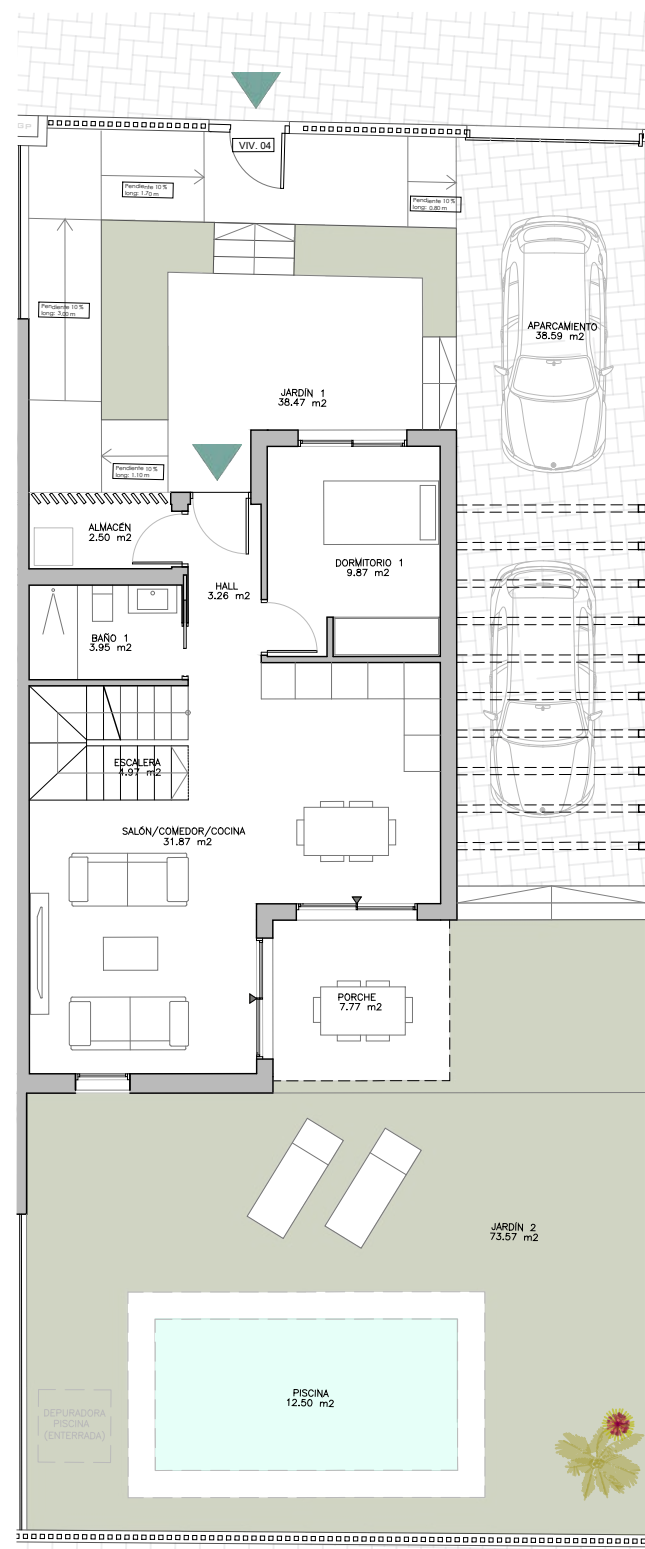 GP
VIV. 04
Pendiente 10 %
long: 1.70 m
Pendiente 10 %
long: 0.80 m
Pendiente 10 %
long: 3.00 m
APARCAMIENTO
38.59 m2
JARDÍN 1
38.47 m2
Pendiente 10 %
long: 1.10 m
ALMACÉN
2.50 m2
DORMITORIO 1
9.87 m2
HALL
3.26 m2
BAÑO 1
3.95 m2
ESCALERA
4.97 m2
SALÓN/COMEDOR/COCINA
31.87 m2
PORCHE
7.77 m2
JARDÍN 2
73.57 m2
PISCINA
12.50 m2
DEPURADORA
PISCINA
(ENTERRADA)